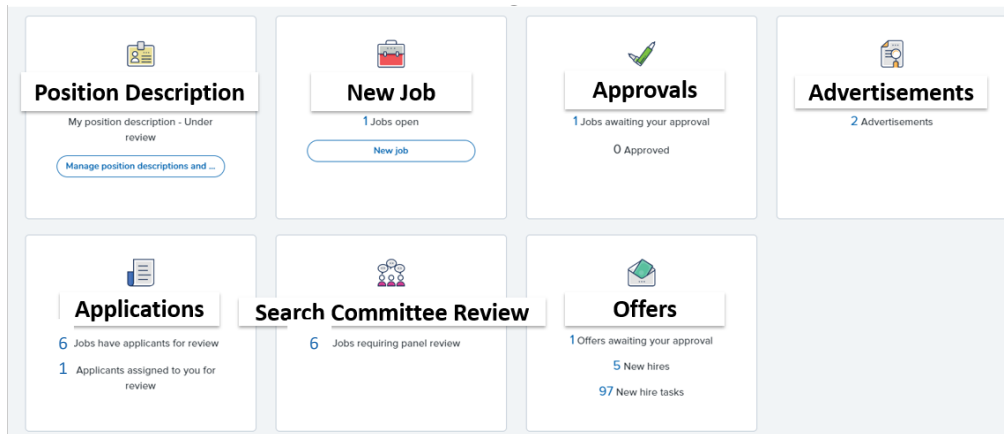 Position Description
My position description - Under
review
Manage position descriptions and ...
New Job
1 Jobs open
New job
Approvals
1 Jobs awaiting your approval
0 Approved
Advertisements
2 Advertisements
Applications
6 Jobs have applicants for review
1 Applicants assigned to you for
review
Search Committee Review
6 Jobs requiring panel review
Offers
1 Offers awaiting your approval
5 New hires
97 New hire tasks